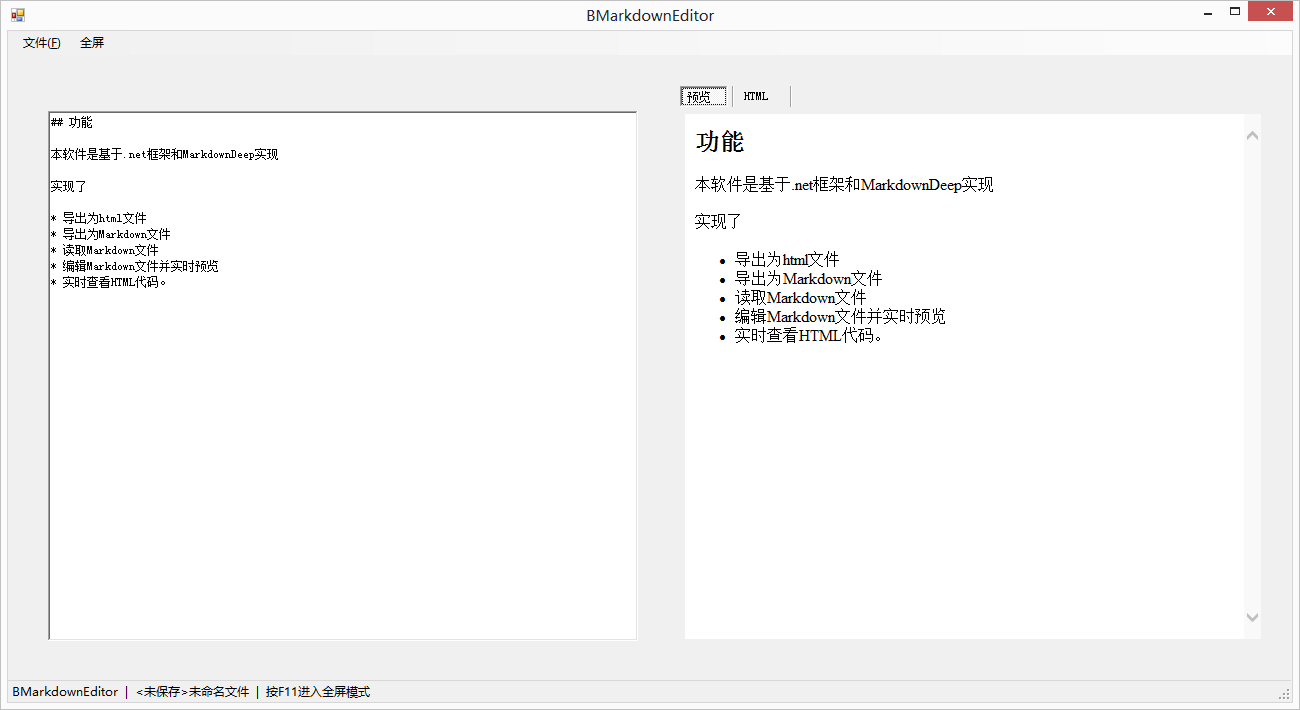 BMarkdownEditor
文件(F) 全屏
## 功能
本软件是基于.net框架和MarkdownDeep实现
实现了
* 导出为html文件
* 导出为Markdown文件
* 读取Markdown文件
* 编辑Markdown文件并实时预览
* 实时查看HTML代码。
预览 HTML
功能
本软件是基于.net框架和MarkdownDeep实现
实现了
• 导出为html文件
• 导出为Markdown文件
• 读取Markdown文件
• 编辑Markdown文件并实时预览
• 实时查看HTML代码。
BMarkdownEditor | <未保存>未命名文件 | 按F11进入全屏模式